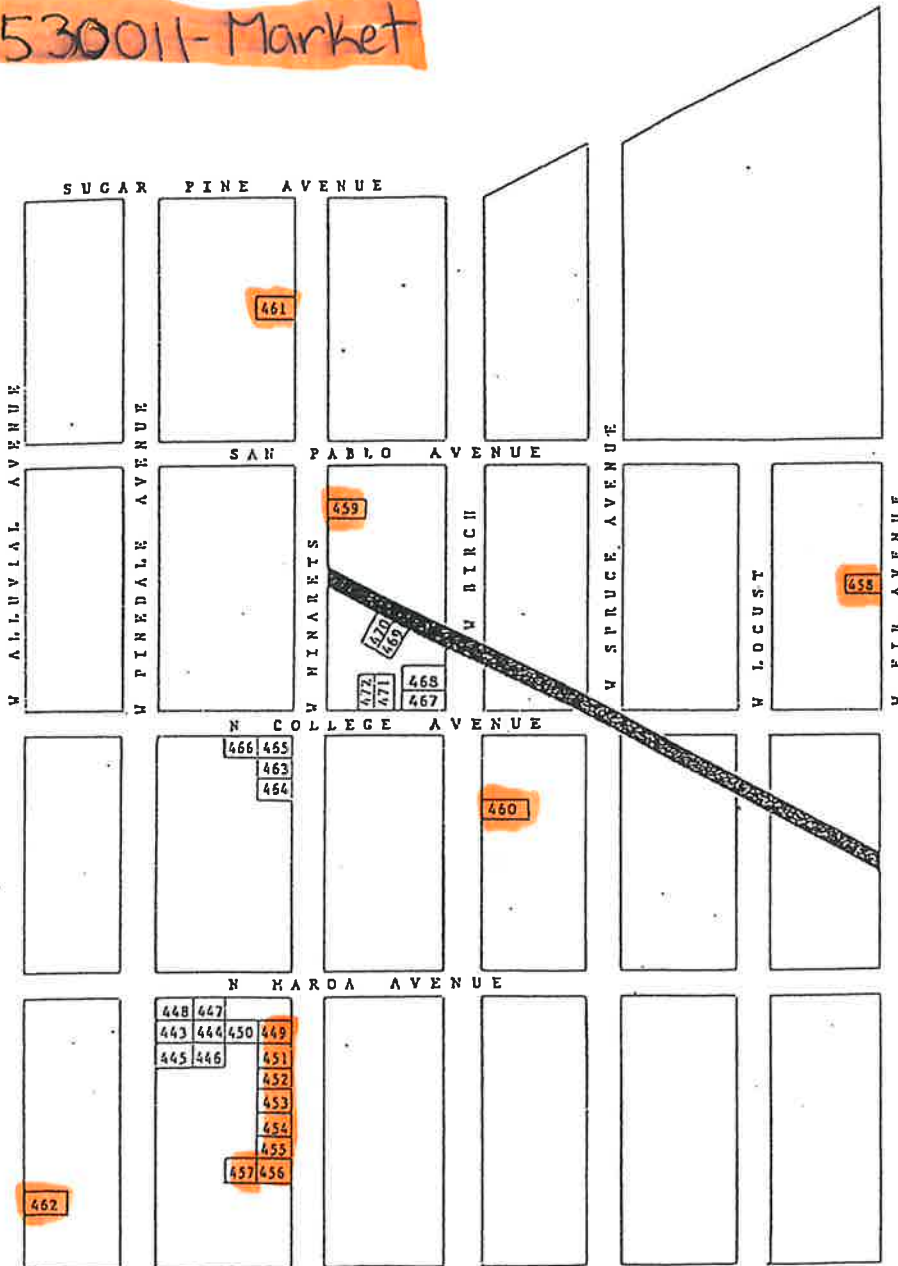 530011-Market
SUGAR PINE AVENUE
461
W ALLUVIAL AVENUE
W PINEDALE AVENUE
SAN PABLO AVENUE
459
W MINARETS
W BIRCH
W SPRUCE AVENUE
W LOCUST
458
W FIR AVENUE
470
469
472
471
468
467
N COLLEGE AVENUE
466 465
463
464
460
N MAROA AVENUE
448 447
443 444 450 449
445 446 451
452
453
454
455
457 456
462